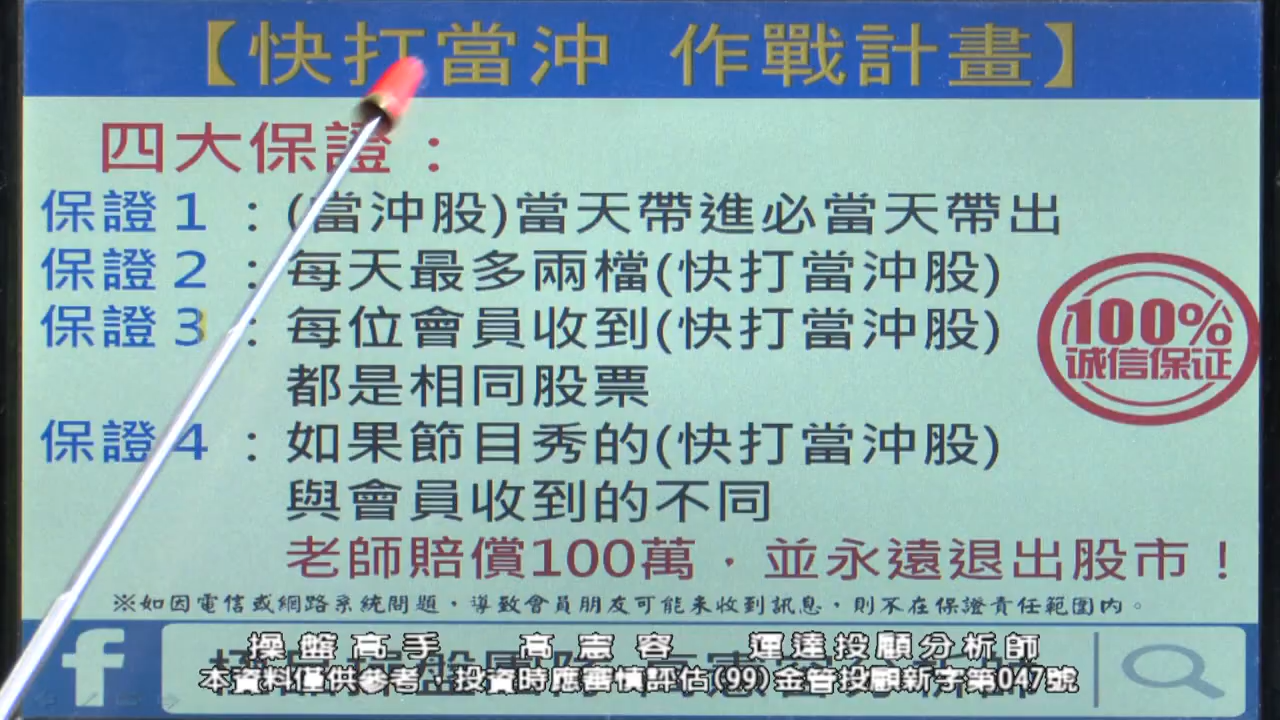 【快打當沖 作戰計畫】
四大保證：
保證1：(當沖股)當天帶進必當天帶出
保證2：每天最多兩檔(快打當沖股)
保證3：每位會員收到(快打當沖股)
都是相同股票
100%
诚信保证
保證4：如果節目秀的(快打當沖股)
與會員收到的不同
老師賠償100萬，並永遠退出股市！
※如因電信或網路系統問題，導致會員朋友可能未收到訊息，則不在保證責任範圍內。
f
操盤高手 高憲容 運達投顧分析師
本資料僅供參考，投資時應審慎評估(99)金管投顧新字第047號